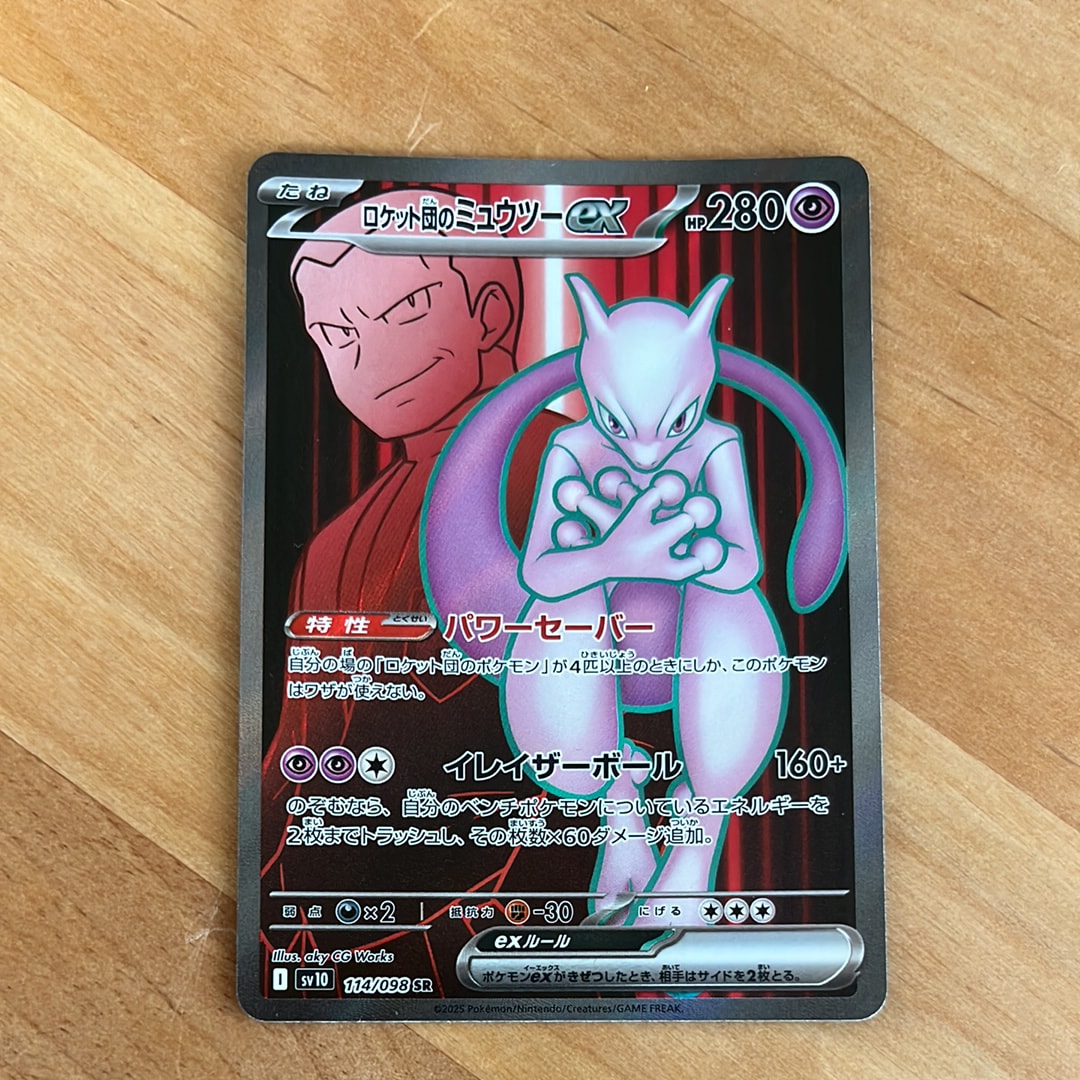 たね ロケット団のミュウツーex HP280
特性 とくせい パワーセーバー
自分の場の「ロケット団のポケモン」が4匹以上のときにしか、このポケモン
はワザが使えない。
イレイザーボール 160+
のぞむなら、自分のベンチポケモンについているエネルギーを
2枚までトラッシュし、その枚数×60ダメージ追加。
弱点 ×2 抵抗力 -30 にげる
exルール
ポケモンexがきぜつしたとき、相手はサイドを2枚とる。
Illus. aky CG Works
I sv10 114/098 SR
©2025 Pokémon/Nintendo/Creatures/GAME FREAK.